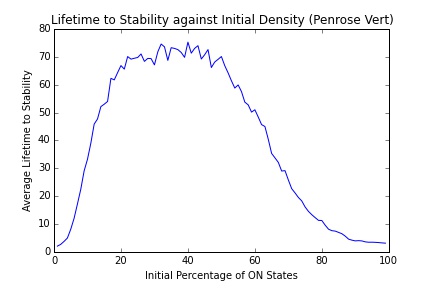 Lifetime to Stability against Initial Density (Penrose Vert)
80
70
60
50
40
30
20
10
0
Average Lifetime to Stability
0 20 40 60 80 100
Initial Percentage of ON States